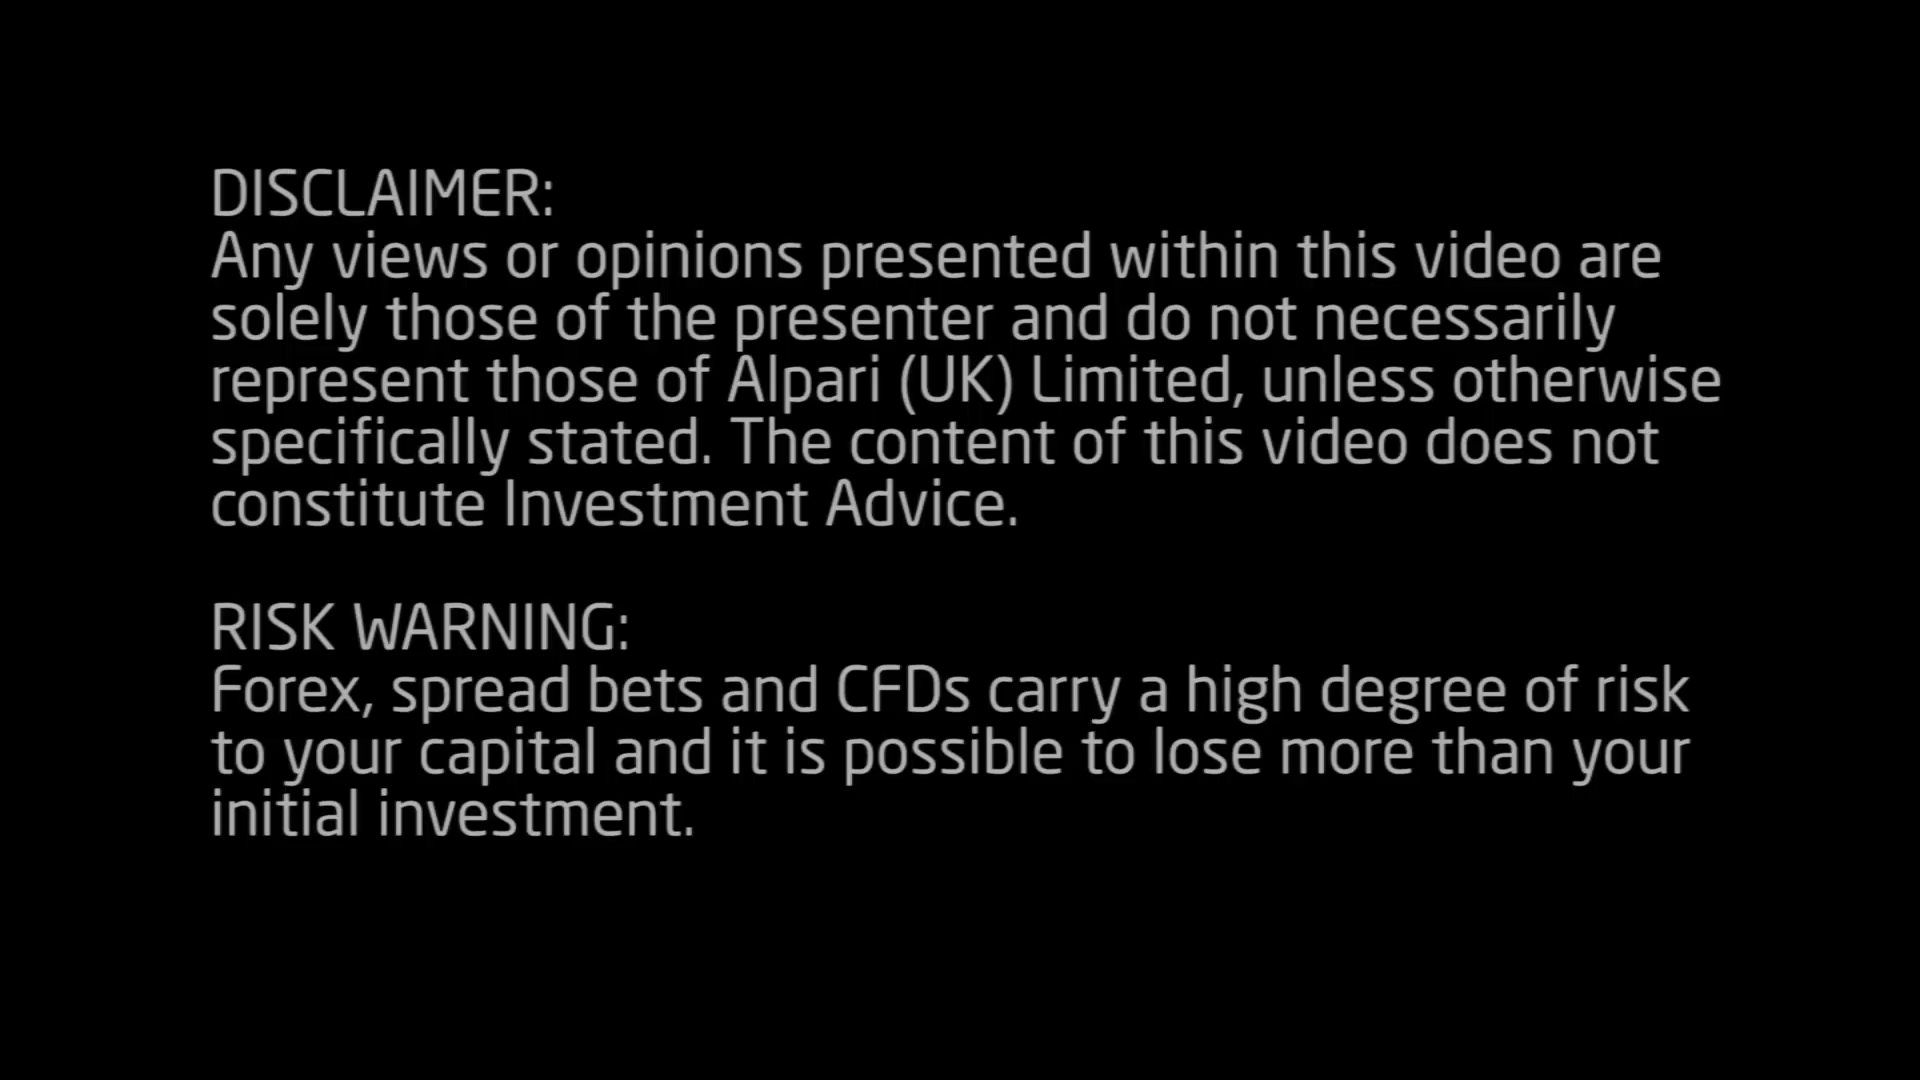 DISCLAIMER:
Any views or opinions presented within this video are
solely those of the presenter and do not necessarily
represent those of Alpari (UK) Limited, unless otherwise
specifically stated. The content of this video does not
constitute Investment Advice.
RISK WARNING:
Forex, spread bets and CFDs carry a high degree of risk
to your capital and it is possible to lose more than your
initial investment.